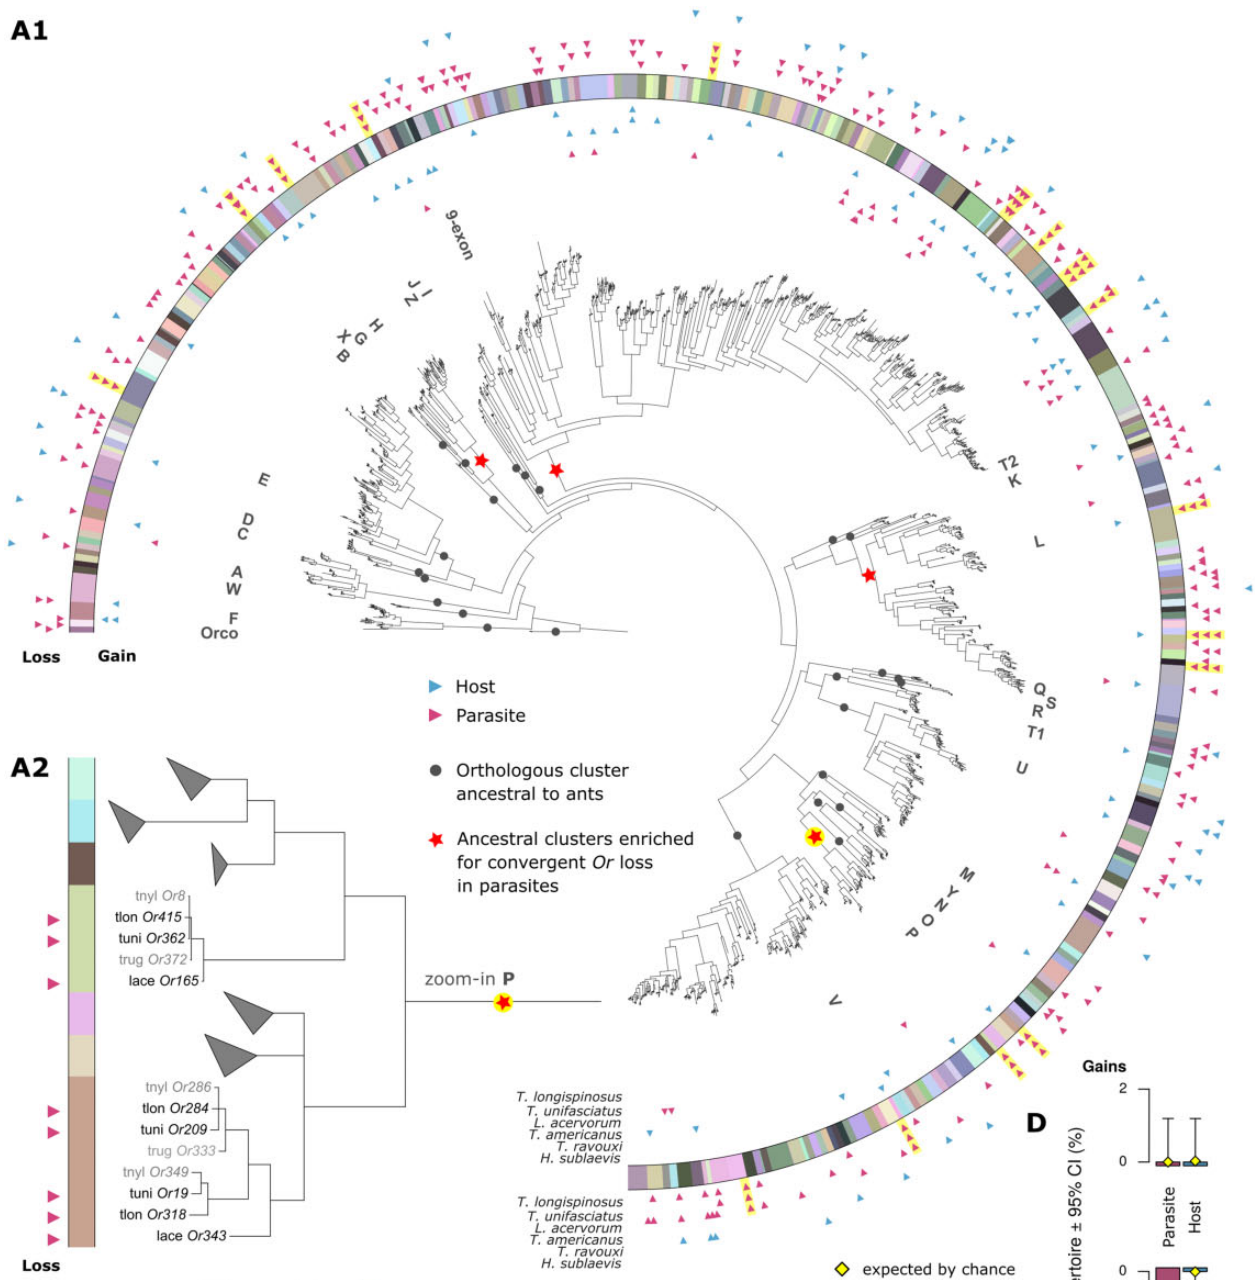 A1
9-exon
J I
N
H
G
X
B
E
D
C
A
W
F
Orco
T2
K
L
Q S
R
T1
U
M
Y
N
O
P
V
Loss
Gain
Host
Parasite
Orthologous cluster
ancestral to ants
Ancestral clusters enriched
for convergent Or loss
in parasites
A2
tnyl Or8
tlon Or415
tuni Or362
trug Or372
lace Or165
zoom-in P
tnyl Or286
tlon Or284
tuni Or209
trug Or333
tnyl Or349
tuni Or19
tlon Or318
lace Or343
Loss
T. longispinosus
T. unifasciatus
L. acervorum
T. americanus
T. ravouxi
H. sublaevis
T. longispinosus
T. unifasciatus
L. acervorum
T. americanus
T. ravouxi
H. sublaevis
D
Gains
2
0
Parasite
Host
0
ertoire ± 95% CI (%)
expected by chance